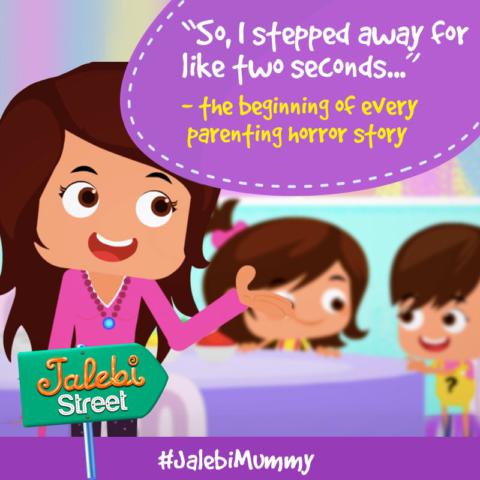 "So, I stepped away for
like two seconds..."
- the beginning of every
parenting horror story
Jalebi
Street
?
#JalebiMummy